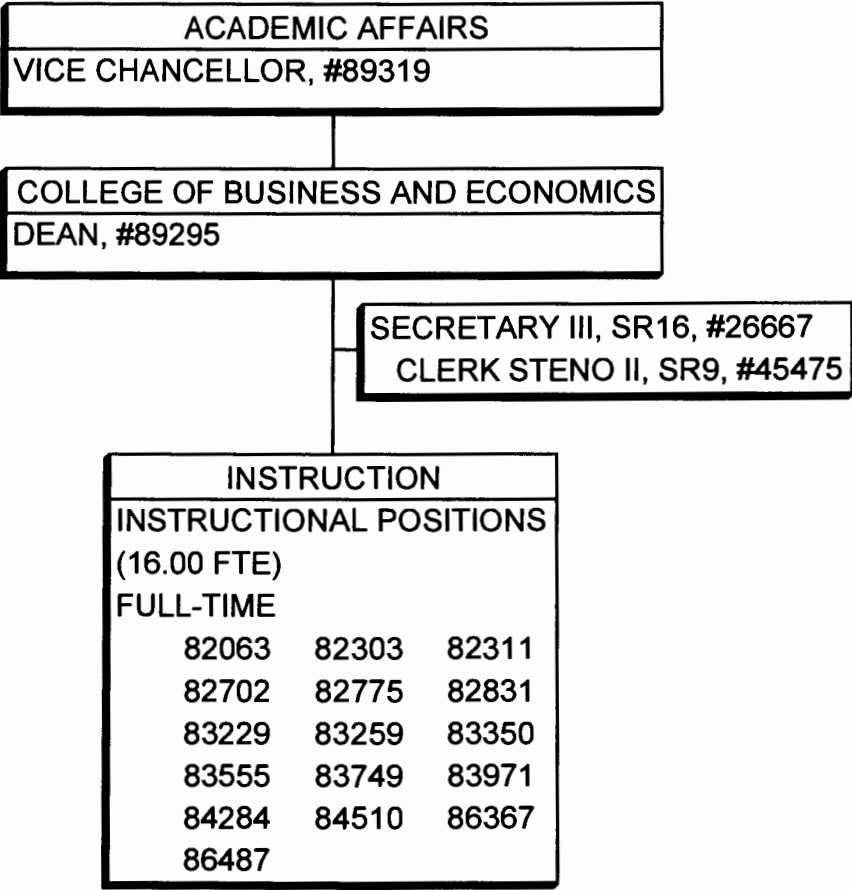 ACADEMIC AFFAIRS
VICE CHANCELLOR, #89319
COLLEGE OF BUSINESS AND ECONOMICS
DEAN, #89295
SECRETARY III, SR16, #26667
CLERK STENO II, SR9, #45475
INSTRUCTION
INSTRUCTIONAL POSITIONS
(16.00 FTE)
FULL-TIME
82063 82303 82311
82702 82775 82831
83229 83259 83350
83555 83749 83971
84284 84510 86367
86487